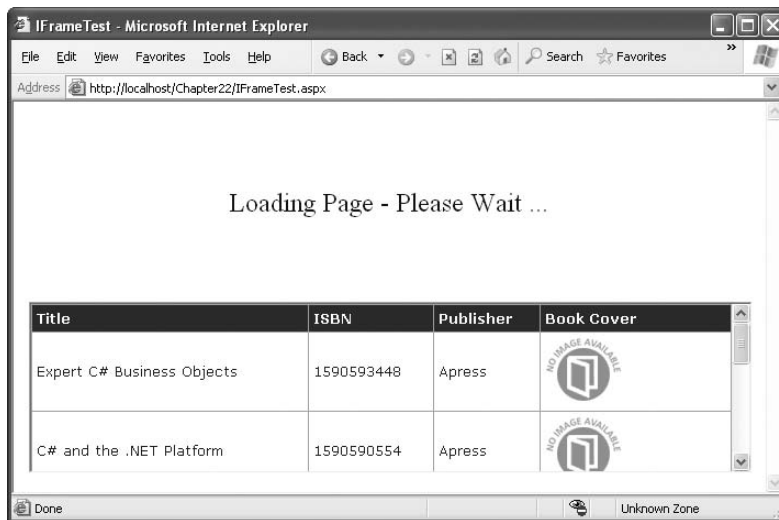 IFrameTest - Microsoft Internet Explorer
File Edit View Favorites Tools Help Back Search Favorites »
Address http://localhost/Chapter22/IFrameTest.aspx
Loading Page - Please Wait ...
Title ISBN Publisher Book Cover
NO IMAGE AVAILABLE
Expert C# Business Objects 1590593448 Apress
NO IMAGE AVAILABLE
C# and the .NET Platform 1590590554 Apress
Done Unknown Zone